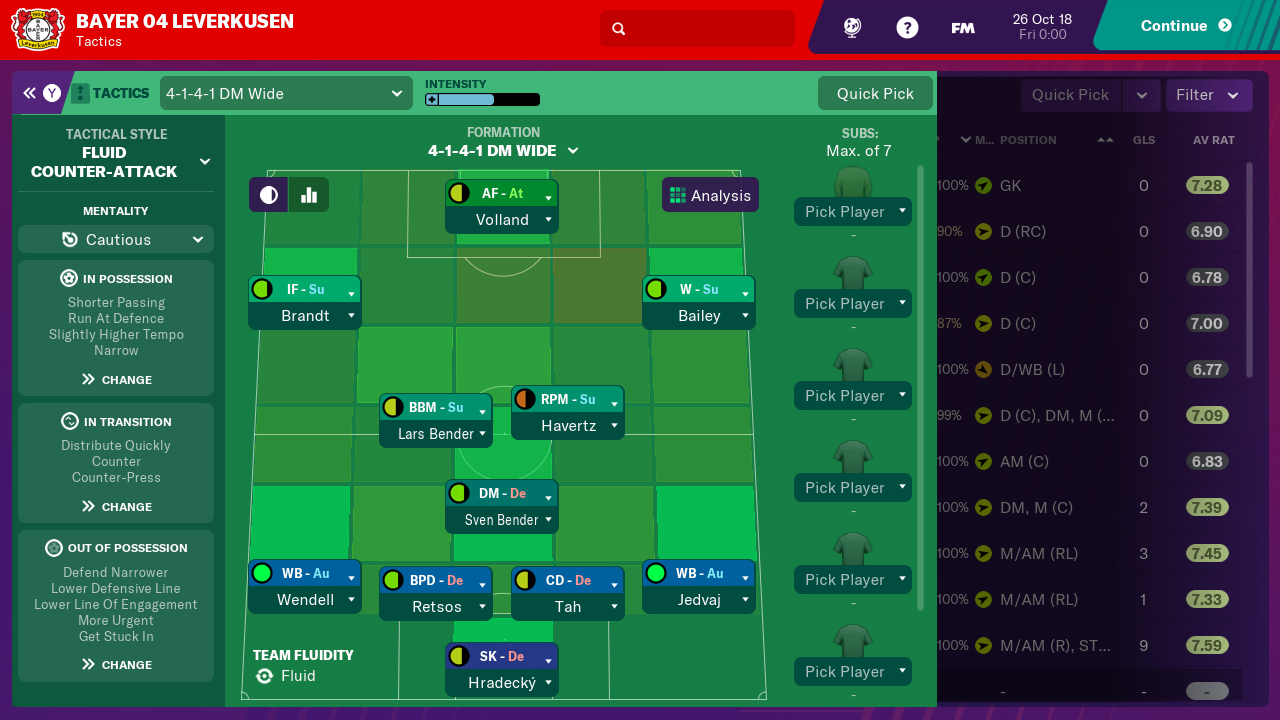 BAYER 04 LEVERKUSEN
Tactics
26 Oct 18
Fri 0:00
Continue
FM
Y
TACTICS
4-1-4-1 DM Wide
INTENSITY
Quick Pick
Quick Pick
Filter
TACTICAL STYLE
FLUID
COUNTER-ATTACK
MENTALITY
Cautious
IN POSSESSION
Shorter Passing
Run At Defence
Slightly Higher Tempo
Narrow
CHANGE
IN TRANSITION
Distribute Quickly
Counter
Counter-Press
CHANGE
OUT OF POSSESSION
Defend Narrower
Lower Defensive Line
Lower Line Of Engagement
More Urgent
Get Stuck In
CHANGE
FORMATION
4-1-4-1 DM WIDE
Analysis
AF - At
Volland
IF - Su
Brandt
W - Su
Bailey
BBM - Su
Lars Bender
RPM - Su
Havertz
DM - De
Sven Bender
WB - Au
Wendell
BPD - De
Retsos
CD - De
Tah
WB - Au
Jedvaj
SK - De
Hradecký
TEAM FLUIDITY
Fluid
SUBS:
Max. of 7
Pick Player
-
Pick Player
-
Pick Player
-
Pick Player
-
Pick Player
-
Pick Player
-
M... POSITION GLS AV RAT
100% GK 0 7.28
90% D (RC) 0 6.90
100% D (C) 0 6.78
87% D (C) 0 7.00
100% D/WB (L) 0 6.77
99% D (C), DM, M (... 0 7.09
100% AM (C) 0 6.83
100% DM, M (C) 2 7.39
100% M/AM (RL) 3 7.45
100% M/AM (RL) 1 7.33
100% M/AM (R), ST... 9 7.59
- - -